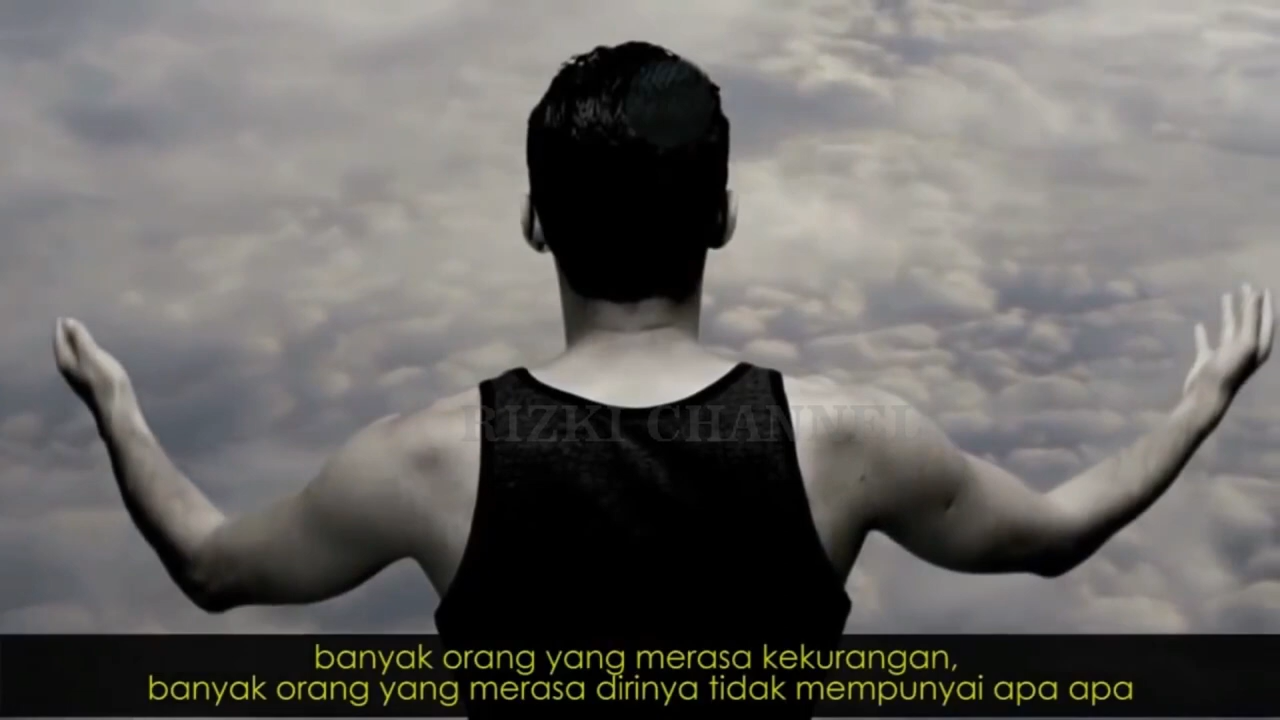 RIZKI CHANNEL
banyak orang yang merasa kekurangan,
banyak orang yang merasa dirinya tidak mempunyai apa apa